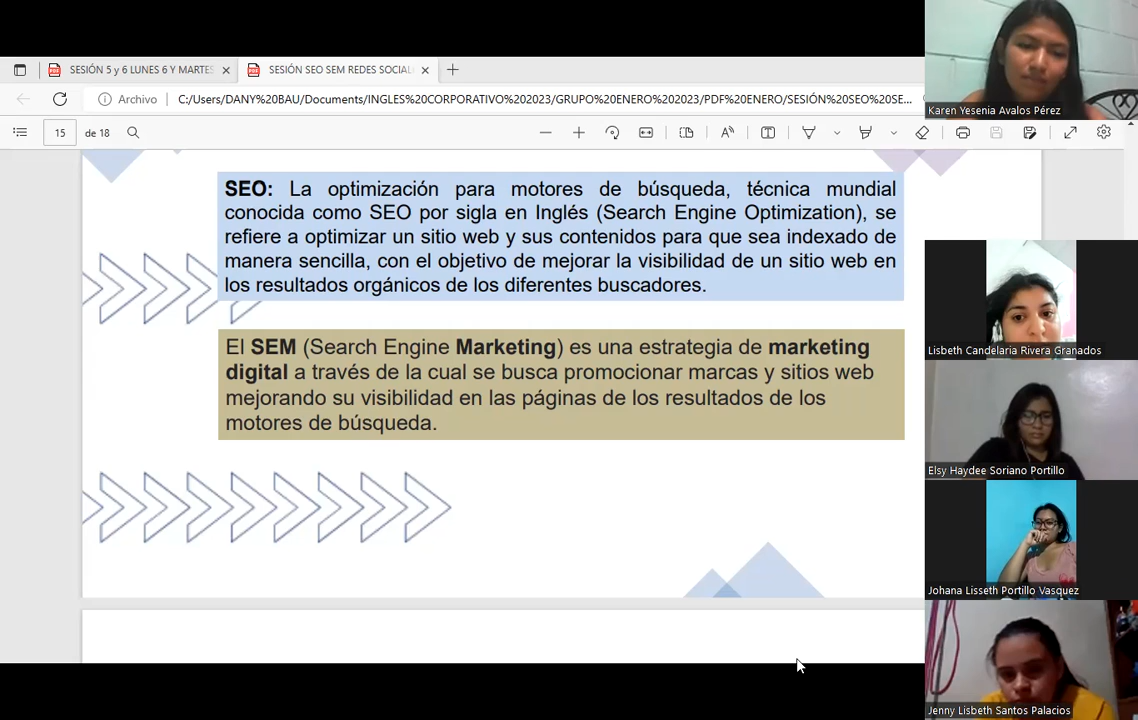 SESIÓN 5 y 6 LUNES 6 Y MARTES
SESIÓN SEO SEM REDES SOCIAL
Archivo
C:/Users/DANY%20BAU/Documents/INGLES%20CORPORATIVO%202023/GRUPO%20ENERO%202023/PDF%20ENERO/SESIÓN%20SEO%20SE...
15 de 18
SEO: La optimización para motores de búsqueda, técnica mundial
conocida como SEO por sigla en Inglés (Search Engine Optimization), se
refiere a optimizar un sitio web y sus contenidos para que sea indexado de
manera sencilla, con el objetivo de mejorar la visibilidad de un sitio web en
los resultados orgánicos de los diferentes buscadores.
El SEM (Search Engine Marketing) es una estrategia de marketing
digital a través de la cual se busca promocionar marcas y sitios web
mejorando su visibilidad en las páginas de los resultados de los
motores de búsqueda.
Karen Yesenia Avalos Pérez
Lisbeth Candelaria Rivera Granados
Elsy Haydee Soriano Portillo
Johana Lisseth Portillo Vasquez
Jenny Lisbeth Santos Palacios